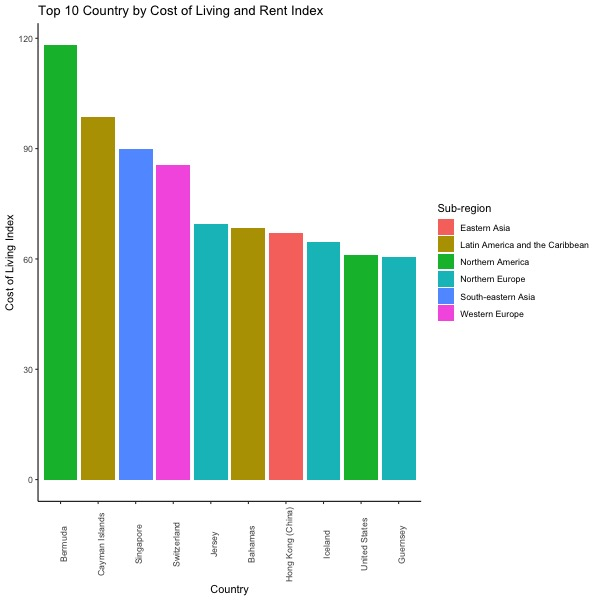 Top 10 Country by Cost of Living and Rent Index
Cost of Living Index
120
90
60
30
0
Bermuda
Cayman Islands
Singapore
Switzerland
Jersey
Bahamas
Hong Kong (China)
Iceland
United States
Guernsey
Country
Sub-region
Eastern Asia
Latin America and the Caribbean
Northern America
Northern Europe
South-eastern Asia
Western Europe